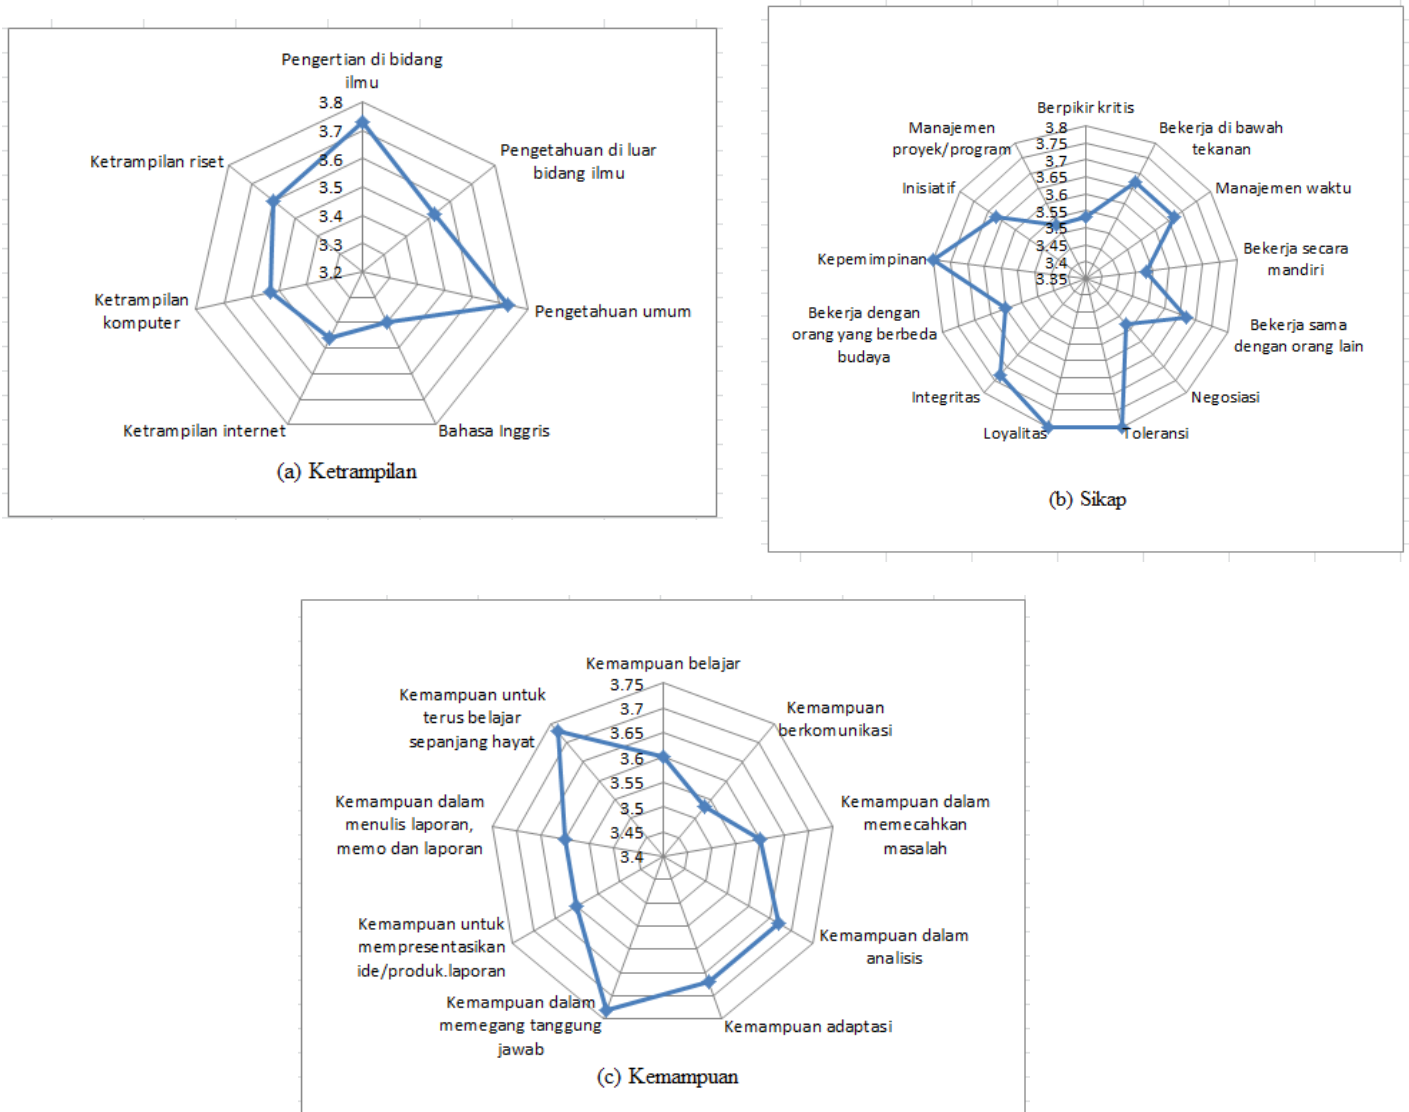 Pengertian di bidang
ilmu
3.8
3.7
3.6
3.5
3.4
3.3
3.2
Pengetahuan di luar
bidang ilmu
Pengetahuan umum
Bahasa Inggris
Ketrampilan internet
Ketrampilan
komputer
Ketrampilan riset
(a) Ketrampilan
Berpikir kritis
3.8
3.75
3.7
3.65
3.6
3.55
3.5
3.45
3.4
3.35
Bekerja di bawah
tekanan
Manajemen waktu
Bekerja secara
mandiri
Bekerja sama
dengan orang lain
Negosiasi
Toleransi
Loyalitas
Integritas
Bekerja dengan
orang yang berbeda
budaya
Kepemimpinan
Inisiatif
Manajemen
proyek/program
(b) Sikap
Kemampuan belajar
3.75
3.7
3.65
3.6
3.55
3.5
3.45
3.4
Kemampuan
berkomunikasi
Kemampuan dalam
memecahkan
masalah
Kemampuan dalam
analisis
Kemampuan adaptasi
Kemampuan dalam
memegang tanggung
jawab
Kemampuan untuk
mempresentasikan
ide/produk.laporan
Kemampuan dalam
menulis laporan,
memo dan laporan
Kemampuan untuk
terus belajar
sepanjang hayat
(c) Kemampuan